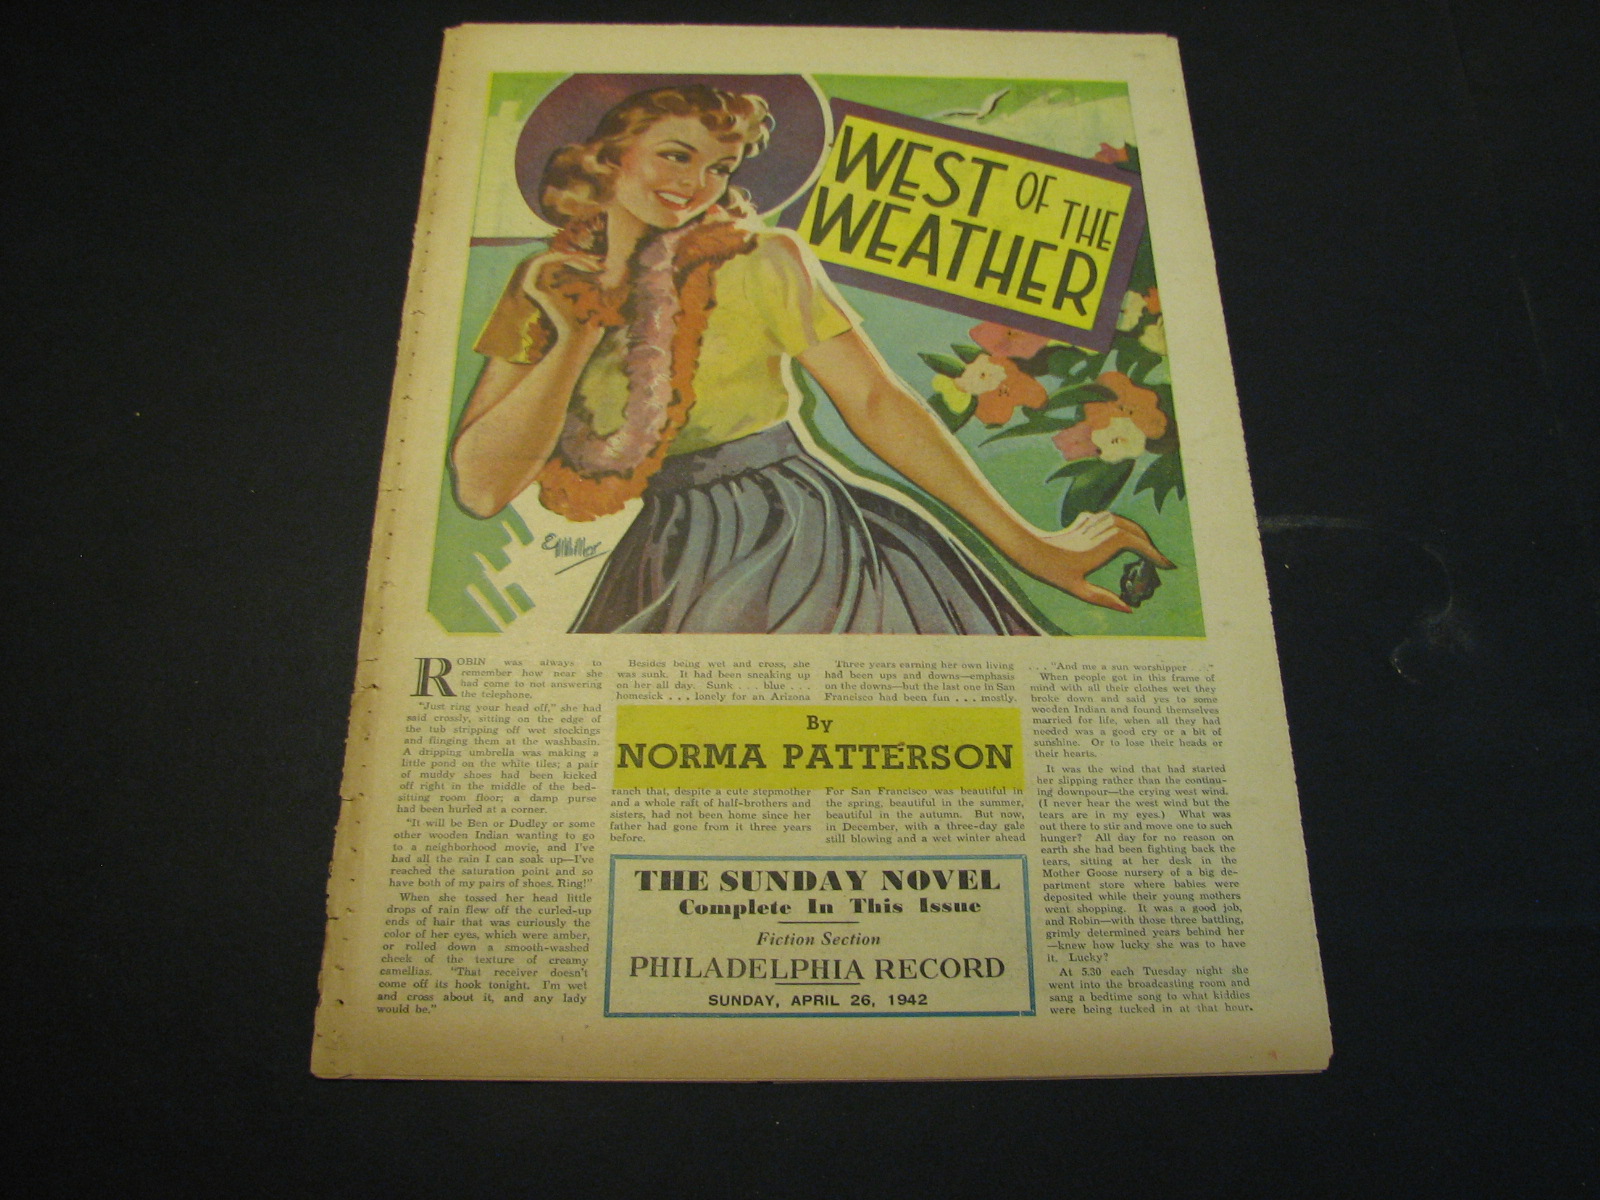 WEST OF THE
WEATHER
ROBIN was always to
remember how near she
had come to not answering
the telephone.
"Just ring your head off," she had
said crossly, sitting on the edge of
the tub stripping off wet stockings
and flinging them at the washbasin.
A dripping umbrella was making a
little pond on the white tiles; a pair
of muddy shoes had been kicked
off right in the middle of the bed-
sitting room floor; a damp purse
had been hurled at a corner.
"It will be Ben or Dudley or some
other wooden Indian wanting to go
to a neighborhood movie, and I've
had all the rain I can soak up—I've
reached the saturation point and so
have both of my pairs of shoes. Ring!"
When she tossed her head little
drops of rain flew off the curled-up
ends of hair that was curiously the
color of her eyes, which were amber,
or rolled down a smooth-washed
cheek of the texture of creamy
camellias. "That receiver doesn't
come off its hook tonight. I'm wet
and cross about it, and any lady
would be."
Besides being wet and cross, she
was sunk. It had been sneaking up
on her all day. Sunk . . . blue . . .
homesick . . . lonely for an Arizona
By
NORMA PATTERSON
ranch that, despite a cute stepmother
and a whole raft of half-brothers and
sisters, had not been home since her
father had gone from it three years
before.
Three years earning her own living
had been ups and downs—emphasis
on the downs—but the last one in San
Francisco had been fun . . . mostly.
For San Francisco was beautiful in
the spring, beautiful in the summer,
beautiful in the autumn. But now,
in December, with a three-day gale
still blowing and a wet winter ahead
. . . "And me a sun worshipper . . ."
When people got in this frame of
mind with all their clothes wet they
broke down and said yes to some
wooden Indian and found themselves
married for life, when all they had
needed was a good cry or a bit of
sunshine. Or to lose their heads or
their hearts.
It was the wind that had started
her slipping rather than the continu-
ing downpour—the crying west wind.
(I never hear the west wind but the
tears are in my eyes.) What was
out there to stir and move one to such
hunger? All day for no reason on
earth she had been fighting back the
tears, sitting at her desk in the
Mother Goose nursery of a big de-
partment store where babies were
deposited while their young mothers
went shopping. It was a good job,
and Robin—with those three battling,
grimly determined years behind her
—knew how lucky she was to have
it. Lucky?
At 5.30 each Tuesday night she
went into the broadcasting room and
sang a bedtime song to what kiddies
were being tucked in at that hour.
THE SUNDAY NOVEL
Complete In This Issue
Fiction Section
PHILADELPHIA RECORD
SUNDAY, APRIL 26, 1942